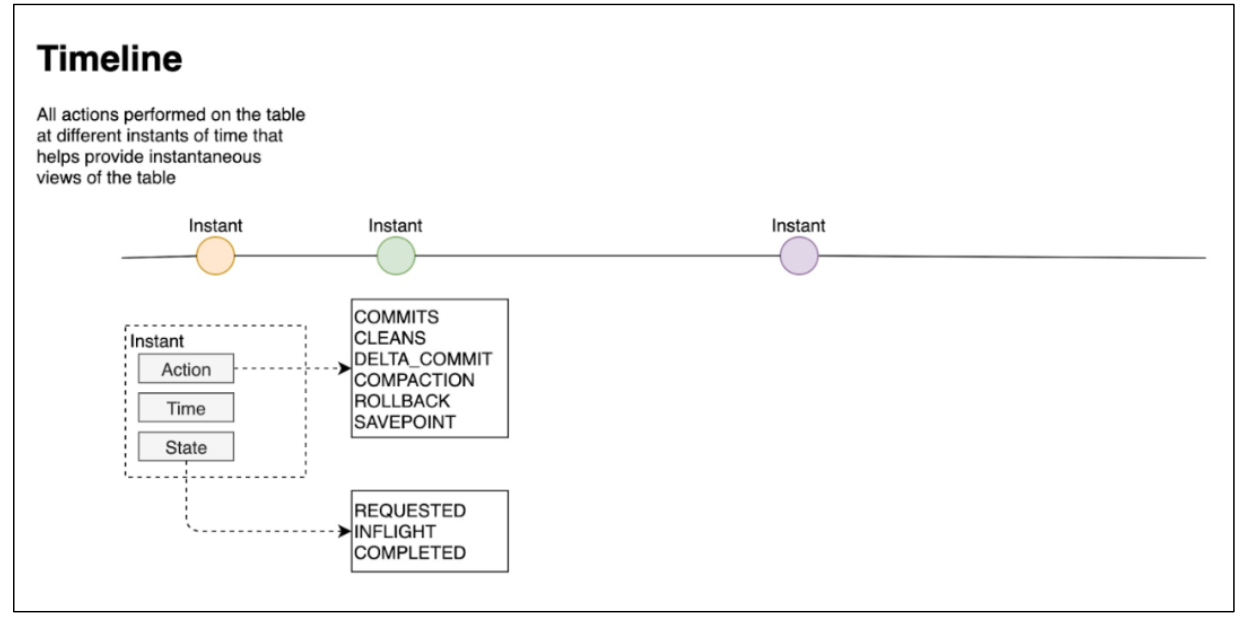 Timeline
All actions performed on the table
at different instants of time that
helps provide instantaneous
views of the table
Instant
Instant
Instant
Instant
Action
Time
State
COMMITS
CLEANS
DELTA_COMMIT
COMPACTION
ROLLBACK
SAVEPOINT
REQUESTED
INFLIGHT
COMPLETED